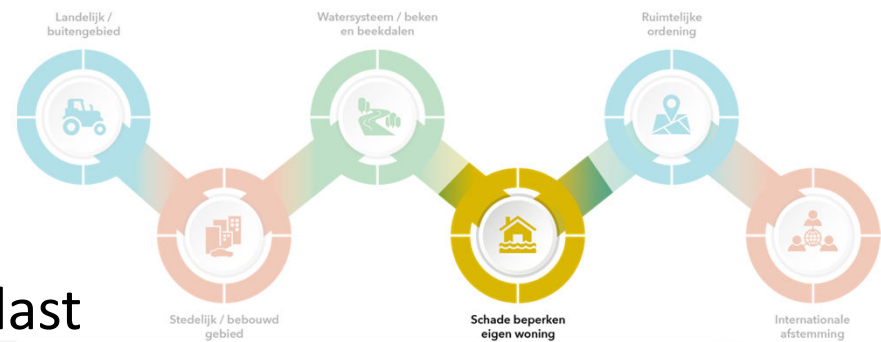 Landelijk /
buitengebied
Watersysteem / beken
en beekdalen
Ruimtelijke
ordening
last
Stedelijk / bebouwd
gebied
Schade beperken
eigen woning
Internationale
afstemming